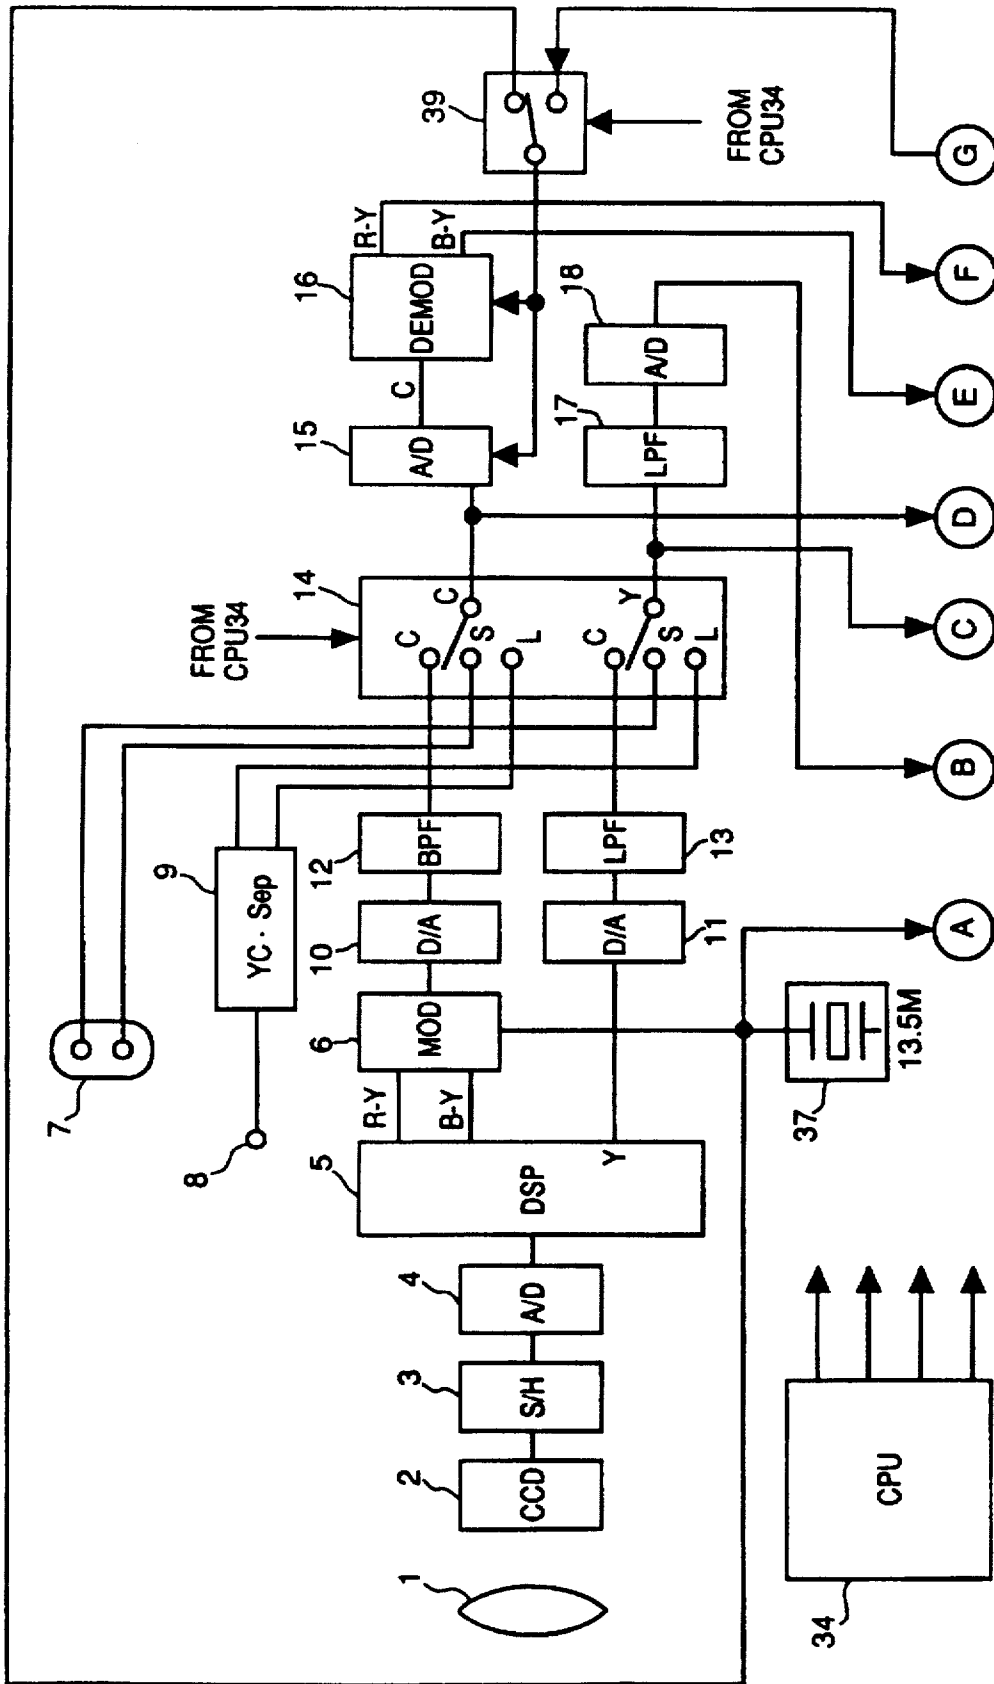 1
2
CCD
3
S/H
4
A/D
5
DSP
R-Y
B-Y
Y
6
MOD
7
8
9
YC · Sep
10
D/A
11
D/A
12
BPF
13
LPF
FROM
CPU34
14
C
S
L
C
C
S
L
Y
15
A/D
C
16
DEMOD
R-Y
B-Y
17
LPF
18
A/D
39
FROM
CPU34
34
CPU
37
13.5M
A
B
C
D
E
F
G